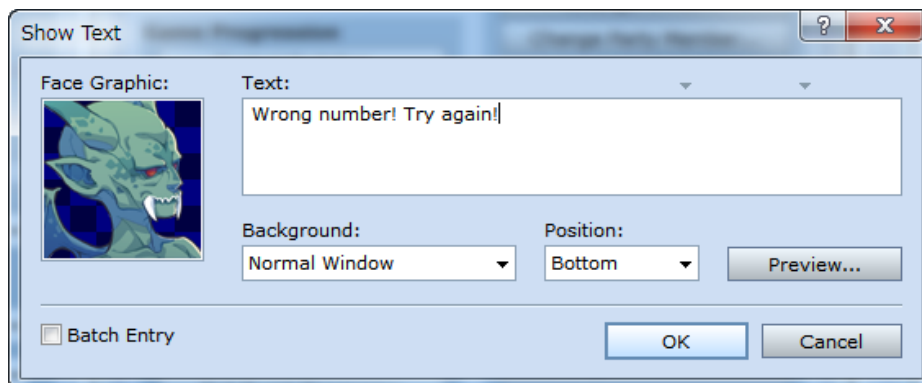 Show Text
Face Graphic:
Text:
Wrong number! Try again!
Background:
Position:
Normal Window
Bottom
Preview...
Batch Entry
OK
Cancel